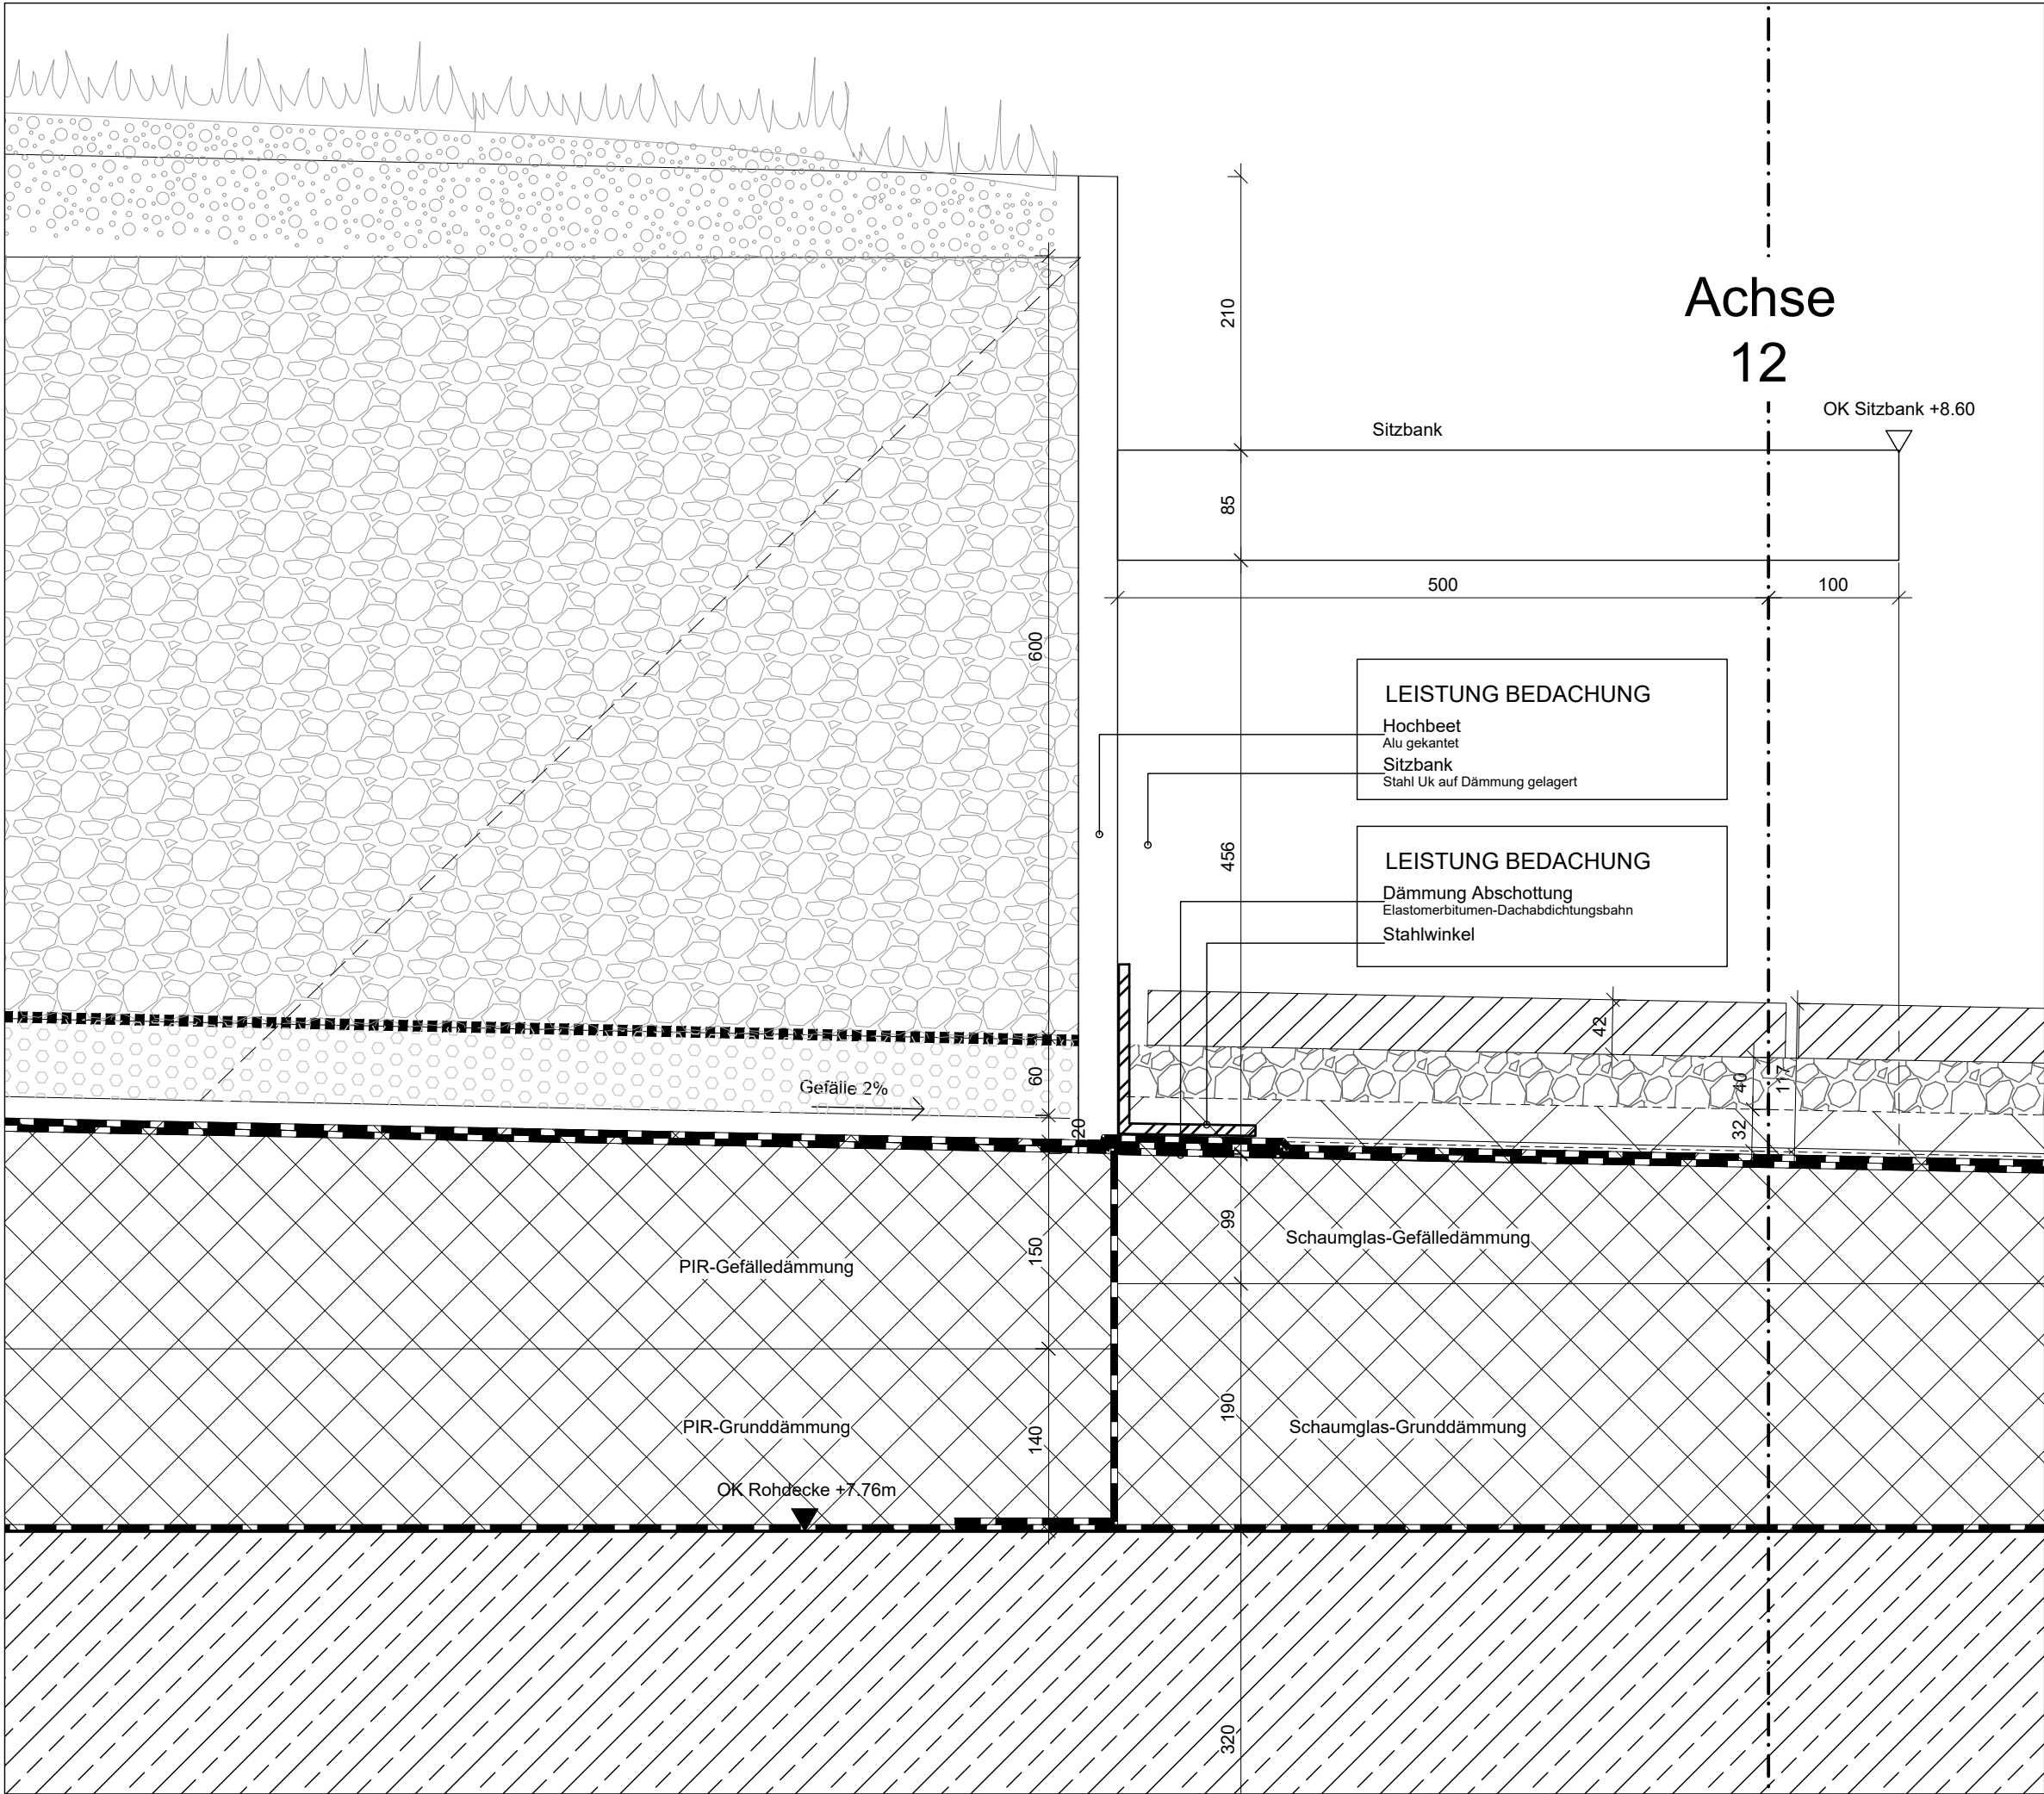 Achse
12
210
OK Sitzbank +8.60
Sitzbank
85
500
100
600
LEISTUNG BEDACHUNG
Hochbeet
Alu gekantet
Sitzbank
Stahl Uk auf Dämmung gelagert
456
LEISTUNG BEDACHUNG
Dämmung Abschottung
Elastomerbitumen-Dachabdichtungsbahn
Stahlwinkel
42
60
Gefälle 2%
40
117
20
32
99
Schaumglas-Gefälledämmung
150
PIR-Gefälledämmung
190
140
PIR-Grunddämmung
Schaumglas-Grunddämmung
OK Rohdecke +7.76m
320